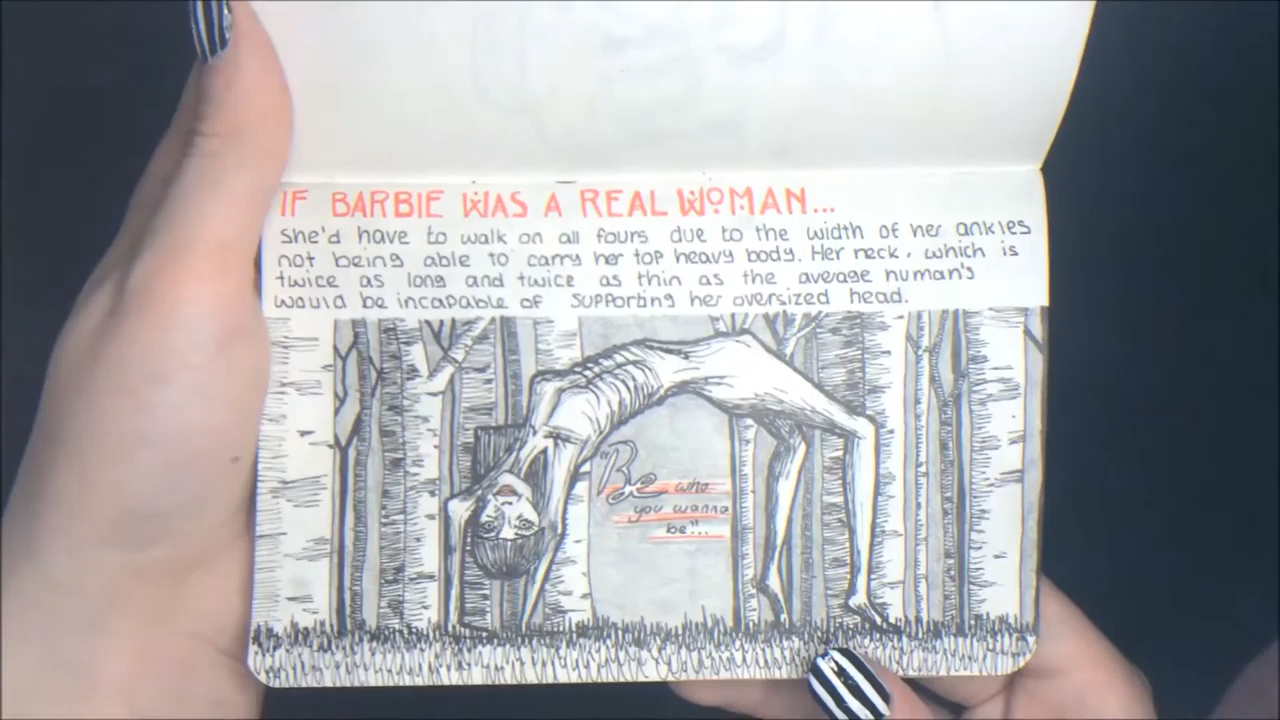 IF BARBIE WAS A REAL WOMAN...
She'd have to walk on all fours due to the width of her ankles
not being able to carry her top heavy body. Her neck, which is
twice as long and twice as thin as the average human's
would be incapable of supporting her oversized head.
"Be who
you wanna
be"...